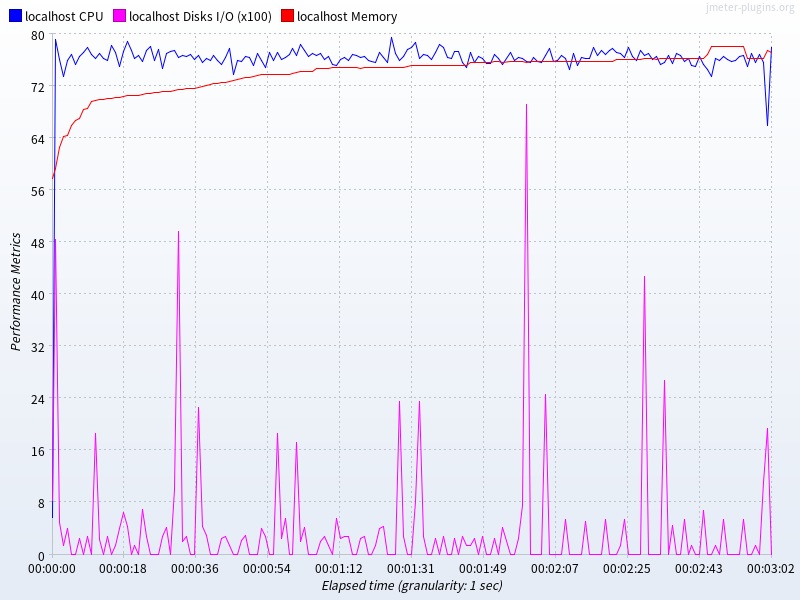 jmeter-plugins.org
localhost CPU localhost Disks I/O (x100) localhost Memory
80
72
64
56
48
40
32
24
16
8
0
Performance Metrics
00:00:00 00:00:18 00:00:36 00:00:54 00:01:12 00:01:31 00:01:49 00:02:07 00:02:25 00:02:43 00:03:02
Elapsed time (granularity: 1 sec)